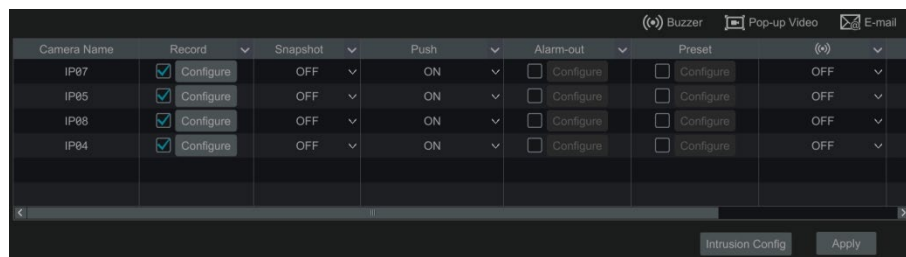 Buzzer Pop-up Video E-mail
Camera Name Record Snapshot Push Alarm-out Preset
IP07 Configure OFF ON Configure Configure OFF
IP05 Configure OFF ON Configure Configure OFF
IP08 Configure OFF ON Configure Configure OFF
IP04 Configure OFF ON Configure Configure OFF
Intrusion Config Apply